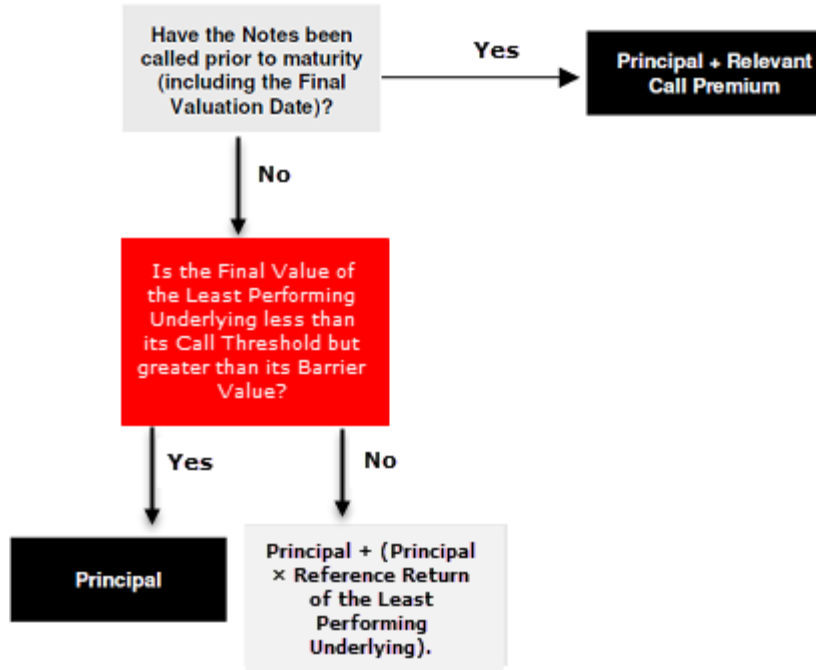 Have the Notes been
called prior to maturity
(including the Final
Valuation Date)?
Yes
Principal + Relevant
Call Premium
No
Is the Final Value of
the Least Performing
Underlying less than
its Call Threshold but
greater than its Barrier
Value?
Yes
No
Principal
Principal + (Principal
× Reference Return
of the Least
Performing
Underlying).